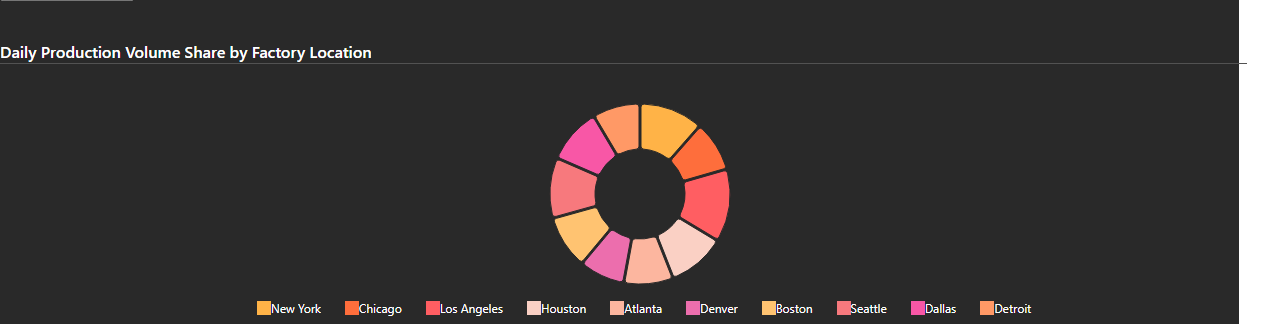 Daily Production Volume Share by Factory Location
New York Chicago Los Angeles Houston Atlanta Denver Boston Seattle Dallas Detroit